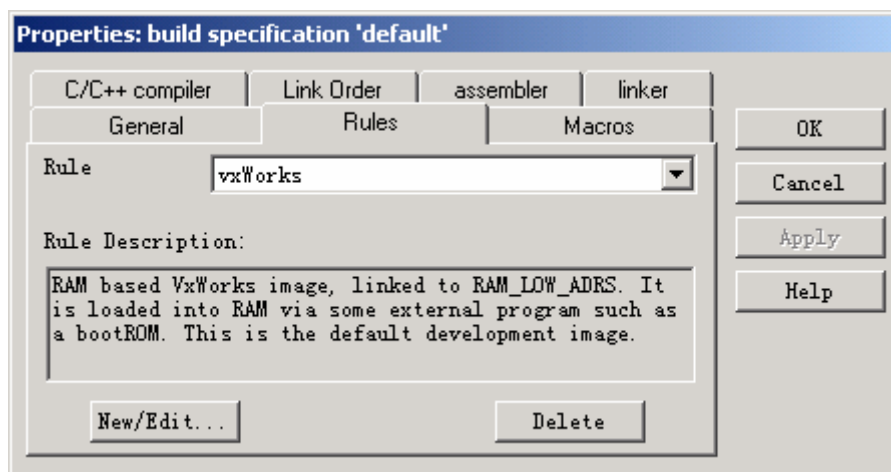 Properties: build specification 'default'
C/C++ compiler
Link Order
assembler
linker
General
Rules
Macros
Rule
vxWorks
Rule Description:
RAM based VxWorks image, linked to RAM_LOW_ADRS. It
is loaded into RAM via some external program such as
a bootROM. This is the default development image.
New/Edit...
Delete
OK
Cancel
Apply
Help